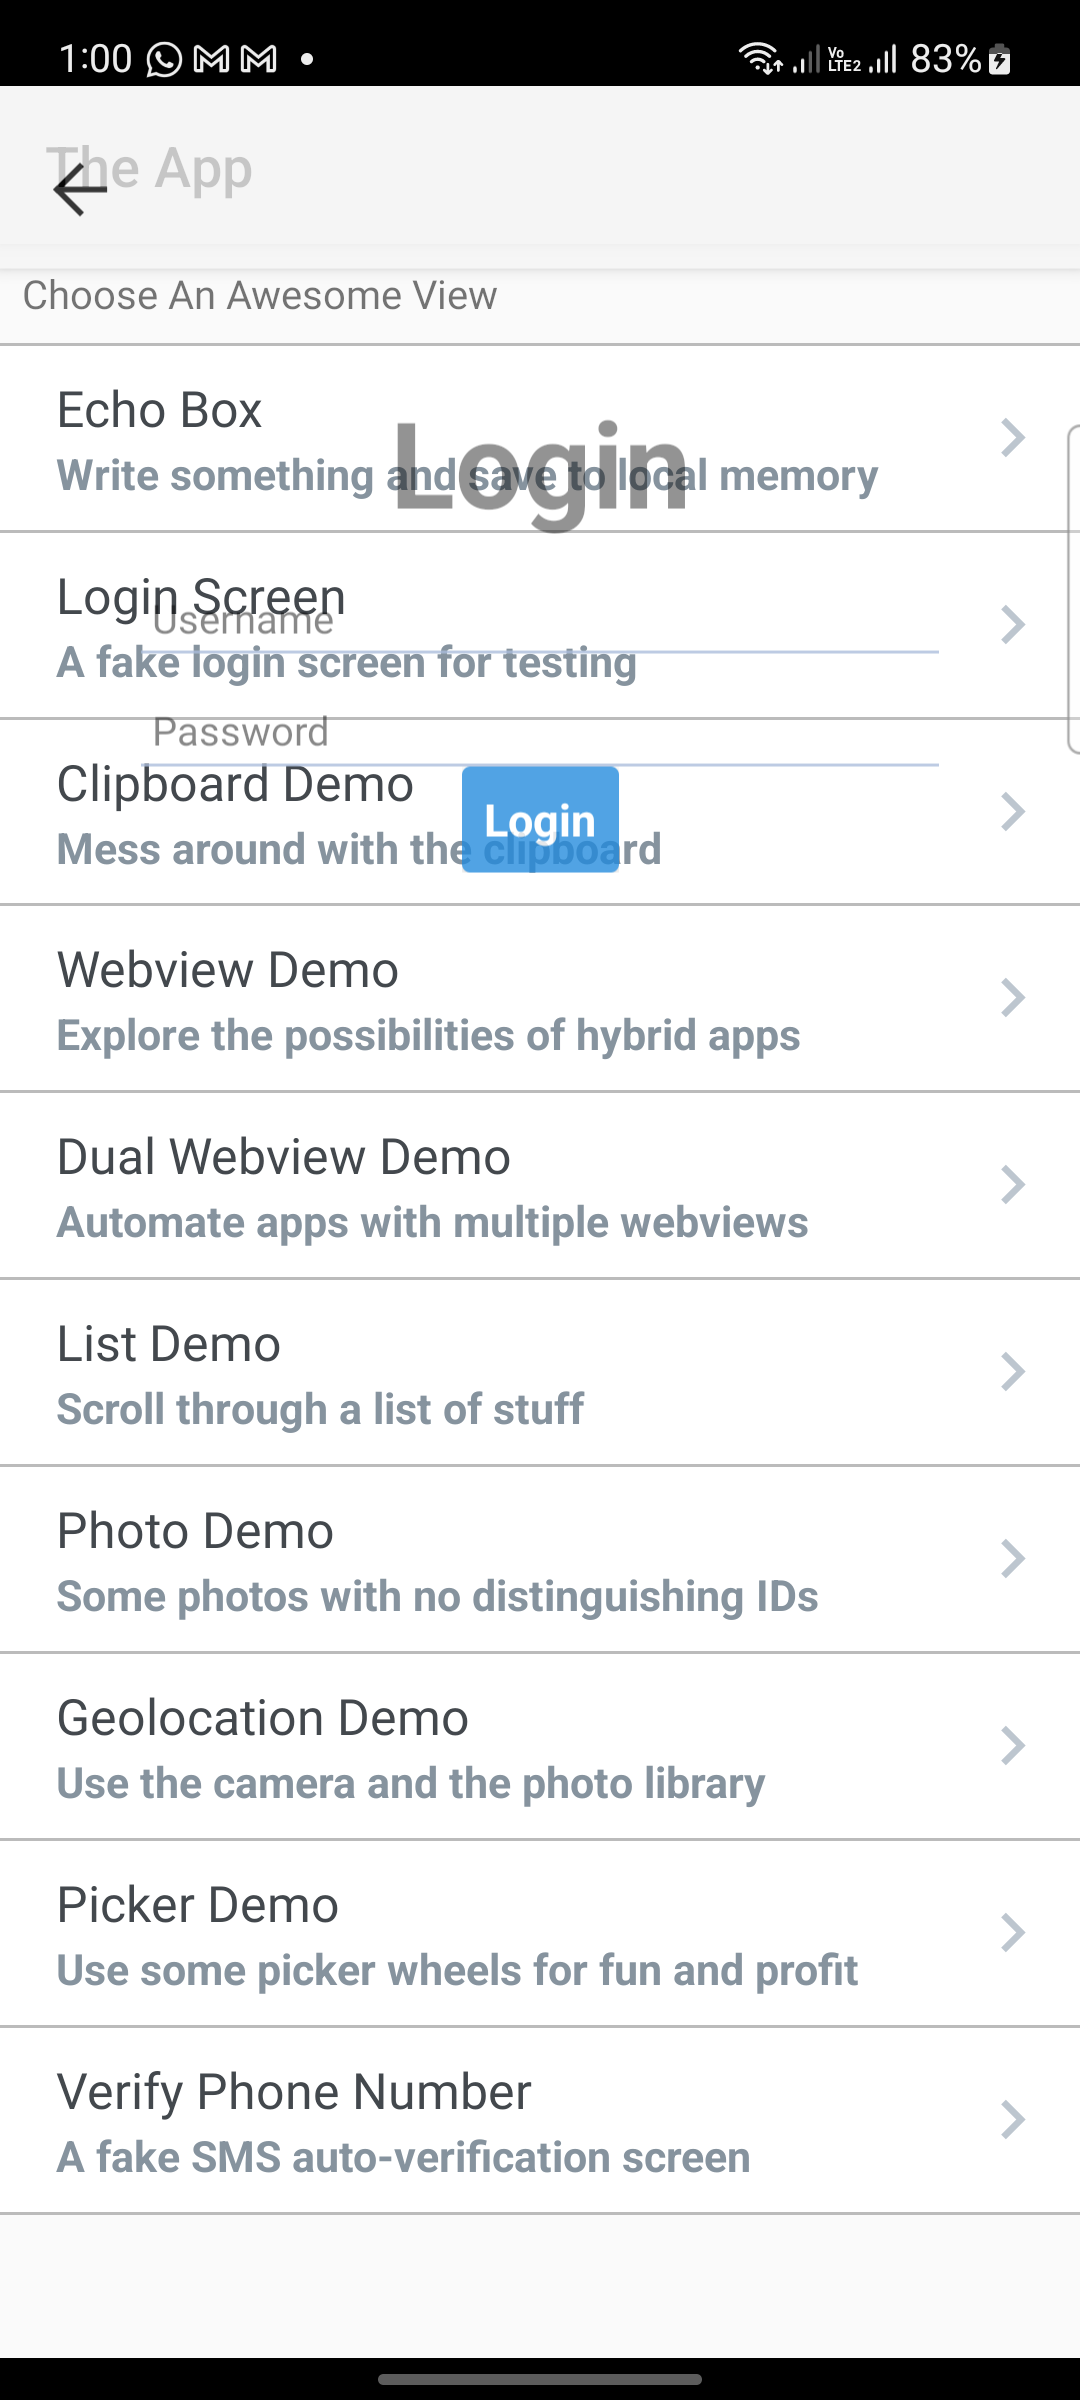 1:00 Vo LTE2 83%
The App
Choose An Awesome View
Echo Box
Write something and save to local memory
Login
Login Screen
Username
A fake login screen for testing
Password
Clipboard Demo
Login
Mess around with the clipboard
Webview Demo
Explore the possibilities of hybrid apps
Dual Webview Demo
Automate apps with multiple webviews
List Demo
Scroll through a list of stuff
Photo Demo
Some photos with no distinguishing IDs
Geolocation Demo
Use the camera and the photo library
Picker Demo
Use some picker wheels for fun and profit
Verify Phone Number
A fake SMS auto-verification screen